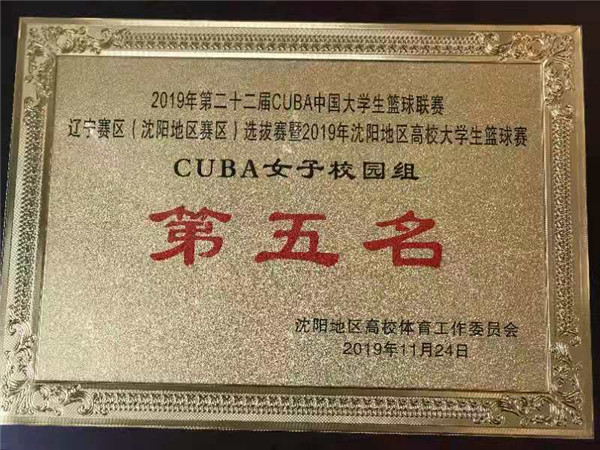 2019年第二十二届CUBA中国大学生篮球联赛
辽宁赛区（沈阳地区赛区）选拔赛暨2019年沈阳地区高校大学生篮球赛
CUBA女子校园组
第五名
沈阳地区高校体育工作委员会
2019年11月24日